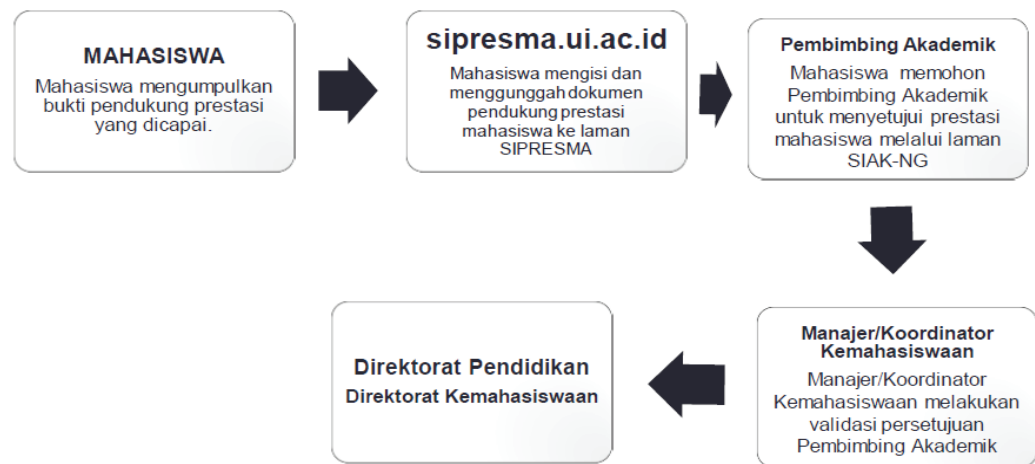 MAHASISWA
Mahasiswa mengumpulkan
bukti pendukung prestasi
yang dicapai.
sipresma.ui.ac.id
Mahasiswa mengisi dan
menggunggah dokumen
pendukung prestasi
mahasiswa ke laman
SIPRESMA
Pembimbing Akademik
Mahasiswa memohon
Pembimbing Akademik
untuk menyetujui prestasi
mahasiswa melalui laman
SIAK-NG
Manajer/Koordinator
Kemahasiswaan
Manajer/Koordinator
Kemahasiswaan melakukan
validasi persetujuan
Pembimbing Akademik
Direktorat Pendidikan
Direktorat Kemahasiswaan